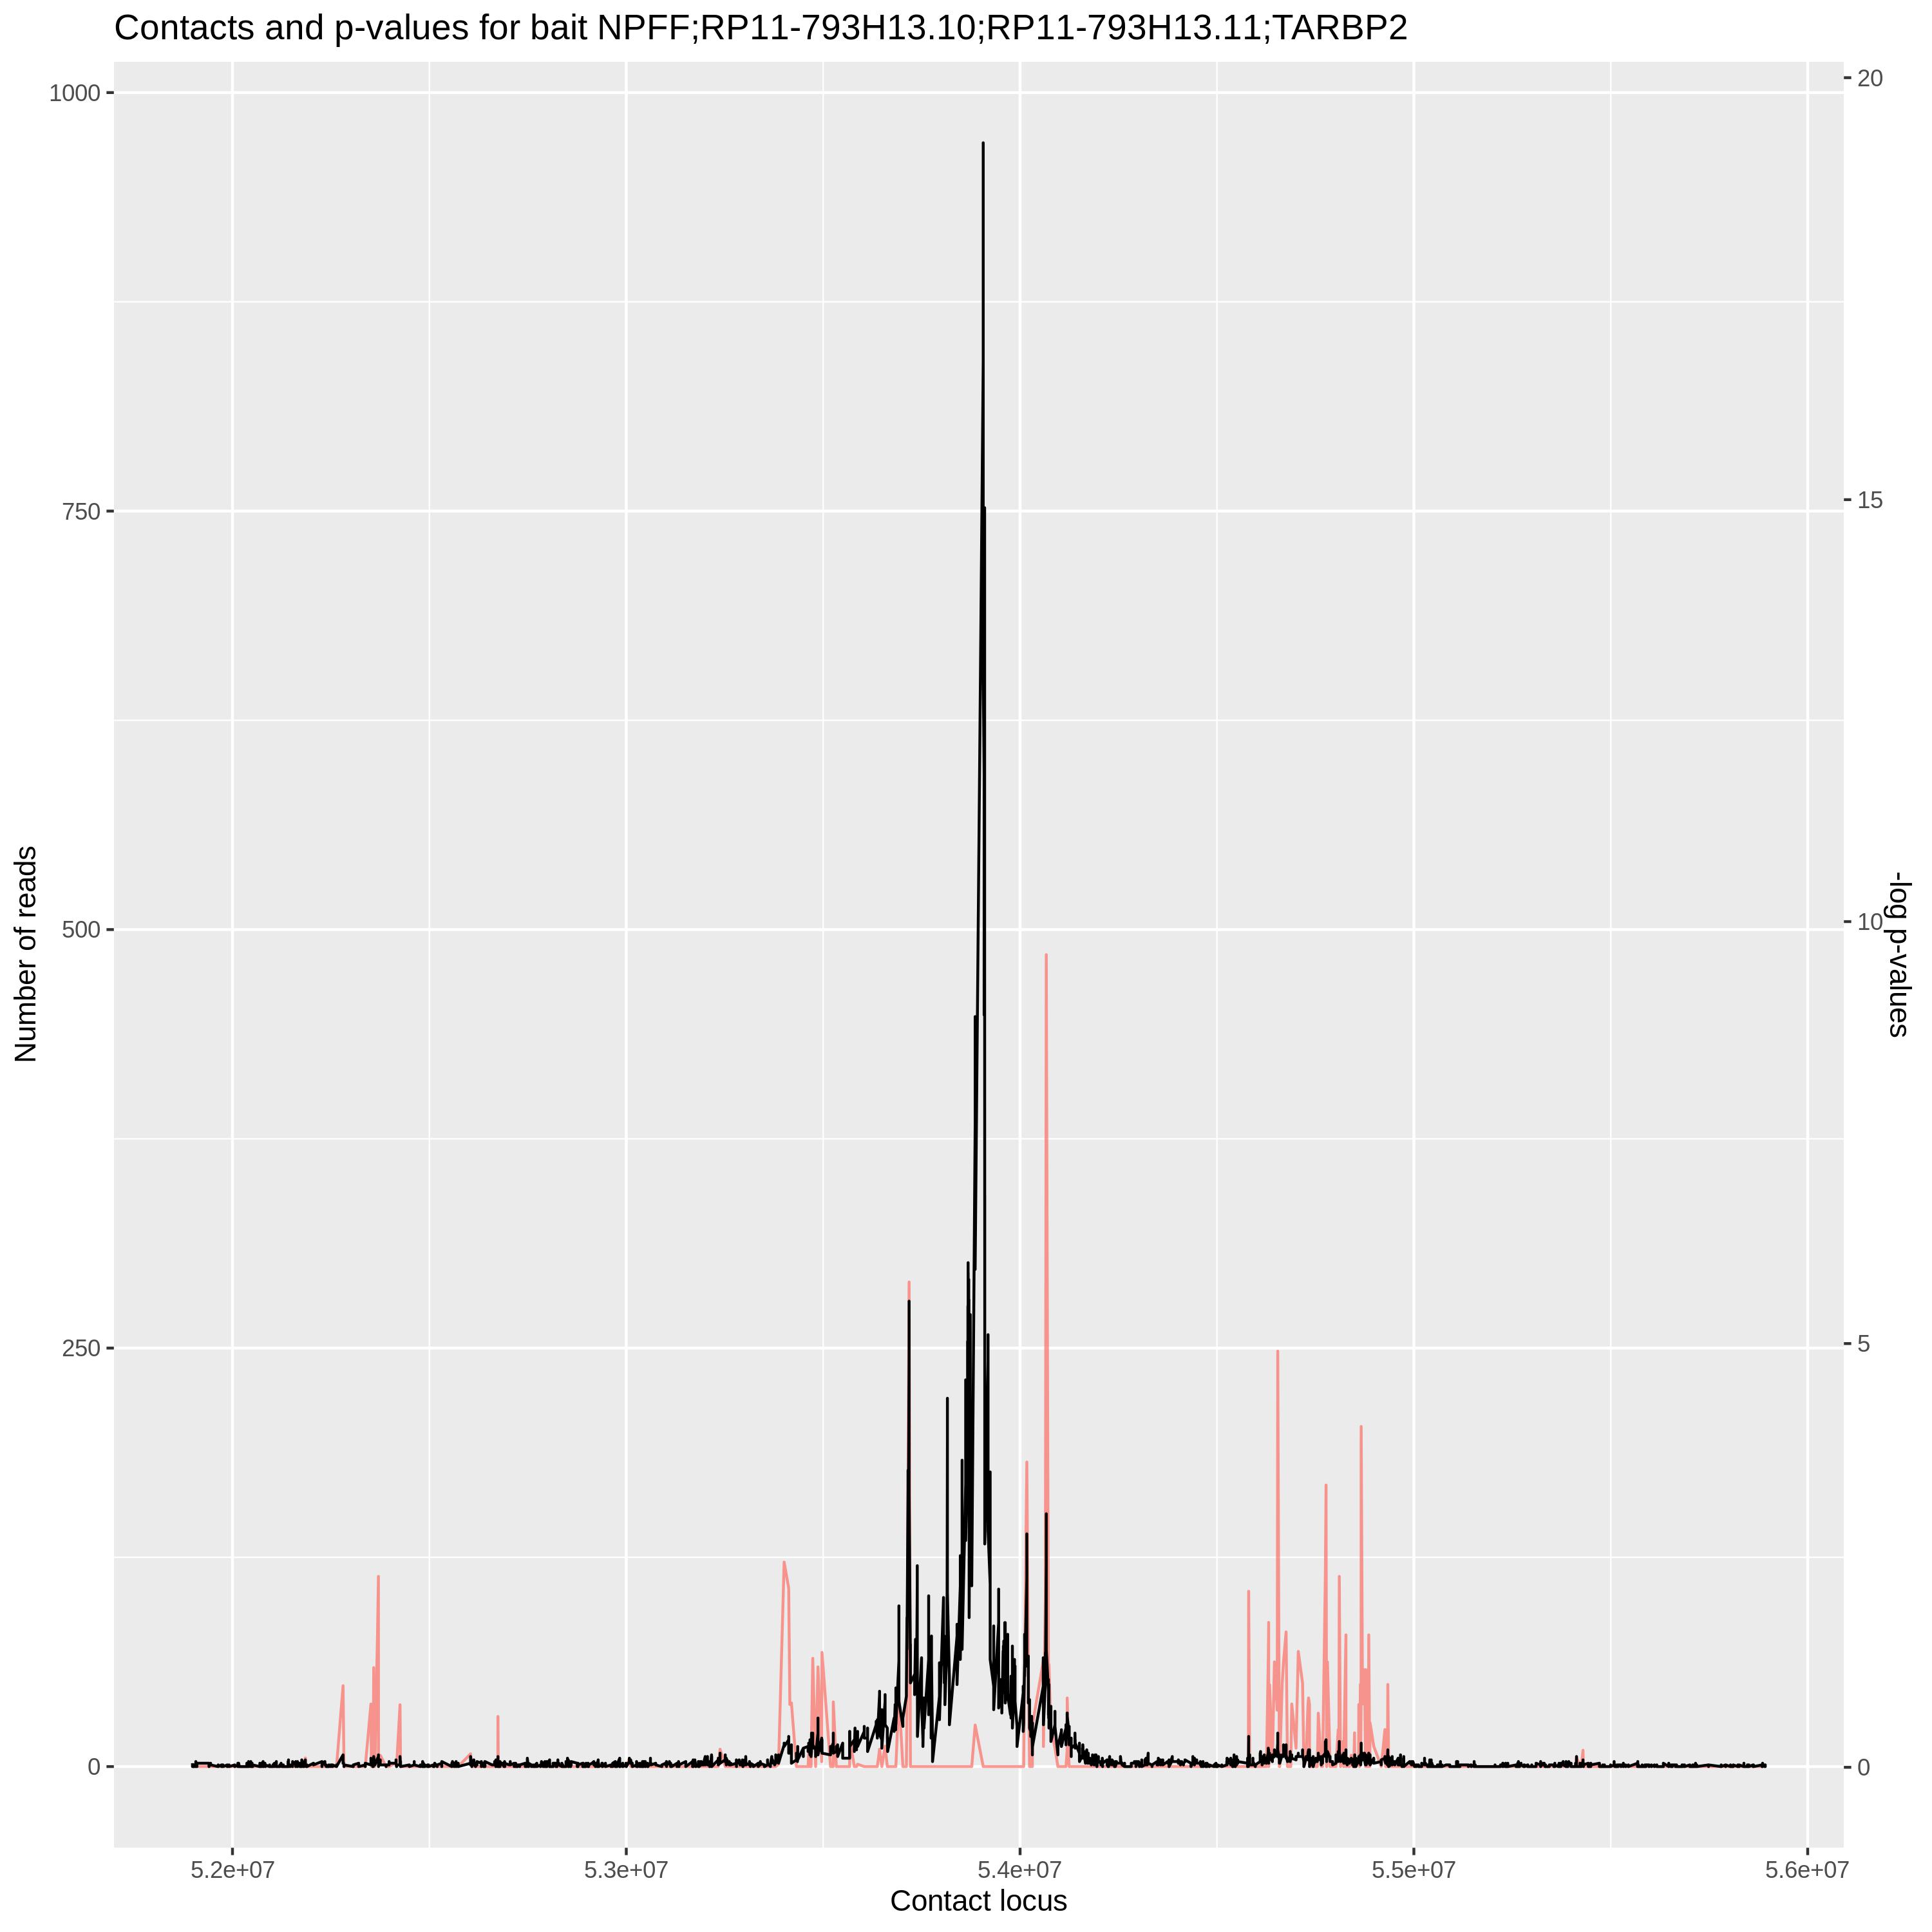 Contacts and p-values for bait NPFF;RP11-793H13.10;RP11-793H13.11;TARBP2
1000
750
500
250
0
Number of reads
20
15
10
5
0
-log p-values
5.2e+07
5.3e+07
5.4e+07
5.5e+07
5.6e+07
Contact locus